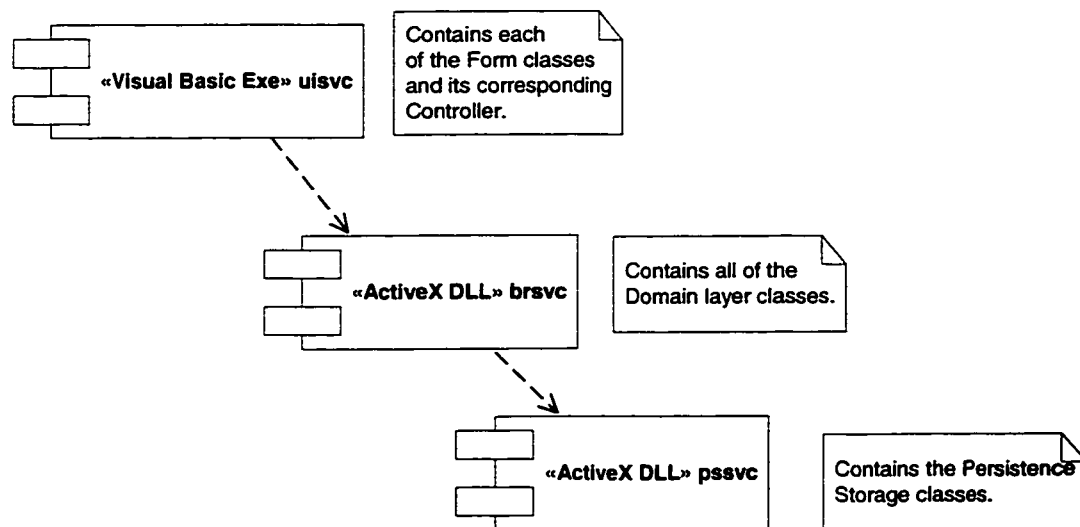 «Visual Basic Exe» uisvc
Contains each
of the Form classes
and its corresponding
Controller.
«ActiveX DLL» brsvc
Contains all of the
Domain layer classes.
«ActiveX DLL» pssvc
Contains the Persistence
Storage classes.